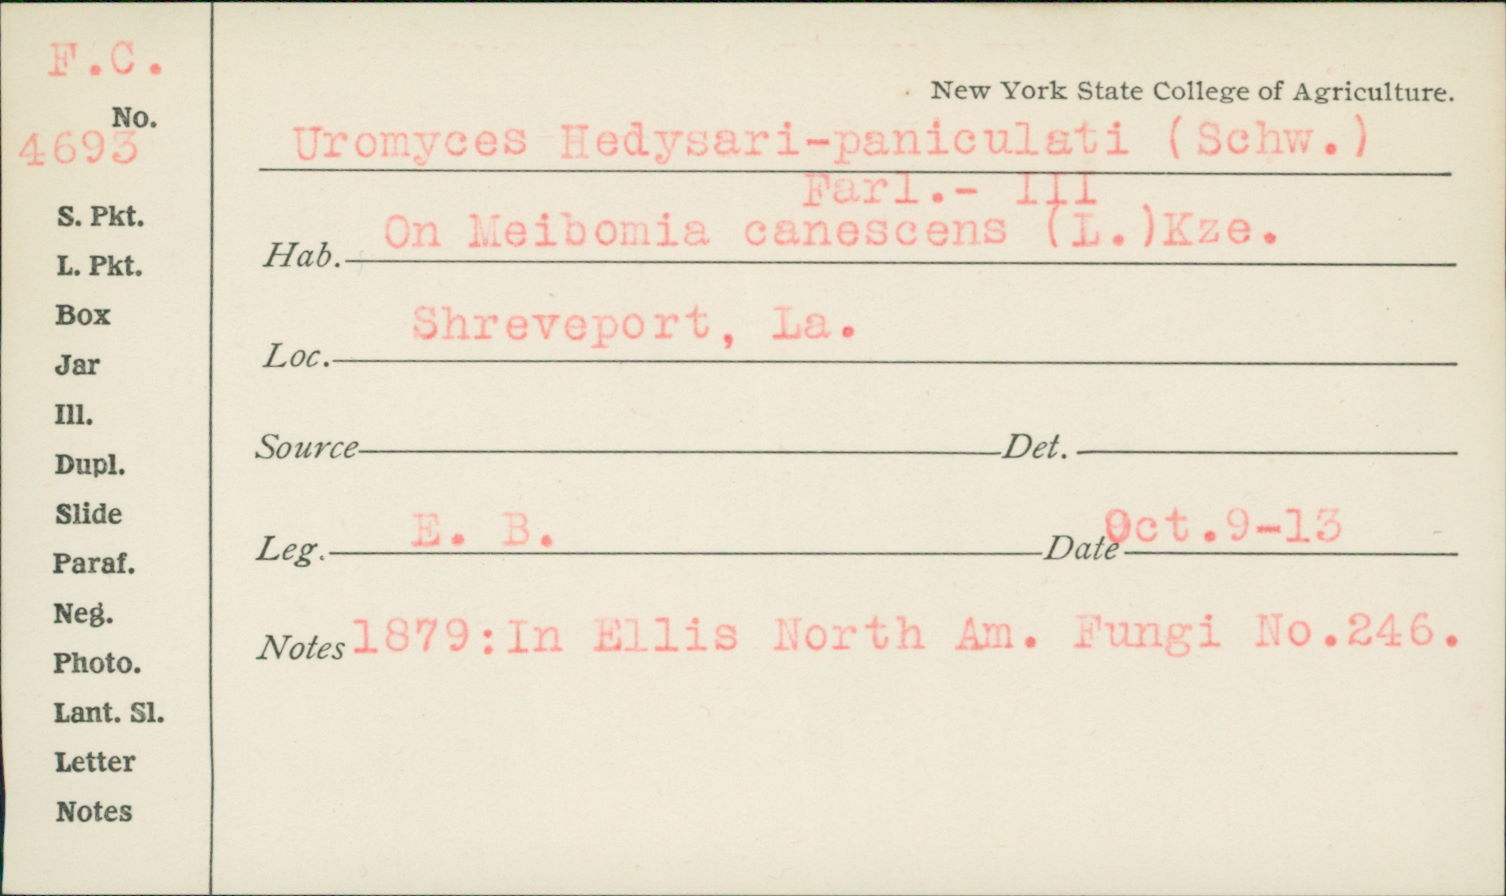 F.C.
No.
4693
S. Pkt.
L. Pkt.
Box
Jar
Ill.
Dupl.
Slide
Paraf.
Neg.
Photo.
Lant. Sl.
Letter
Notes
New York State College of Agriculture.
Uromyces Hedysari-paniculati (Schw.)
Farl.- III
Hab. On Meibomia canescens (L.)Kze.
Loc. Shreveport, La.
Source Det.
Leg. E. B. Date Oct.9-13
Notes 1879:In Ellis North Am. Fungi No.246.